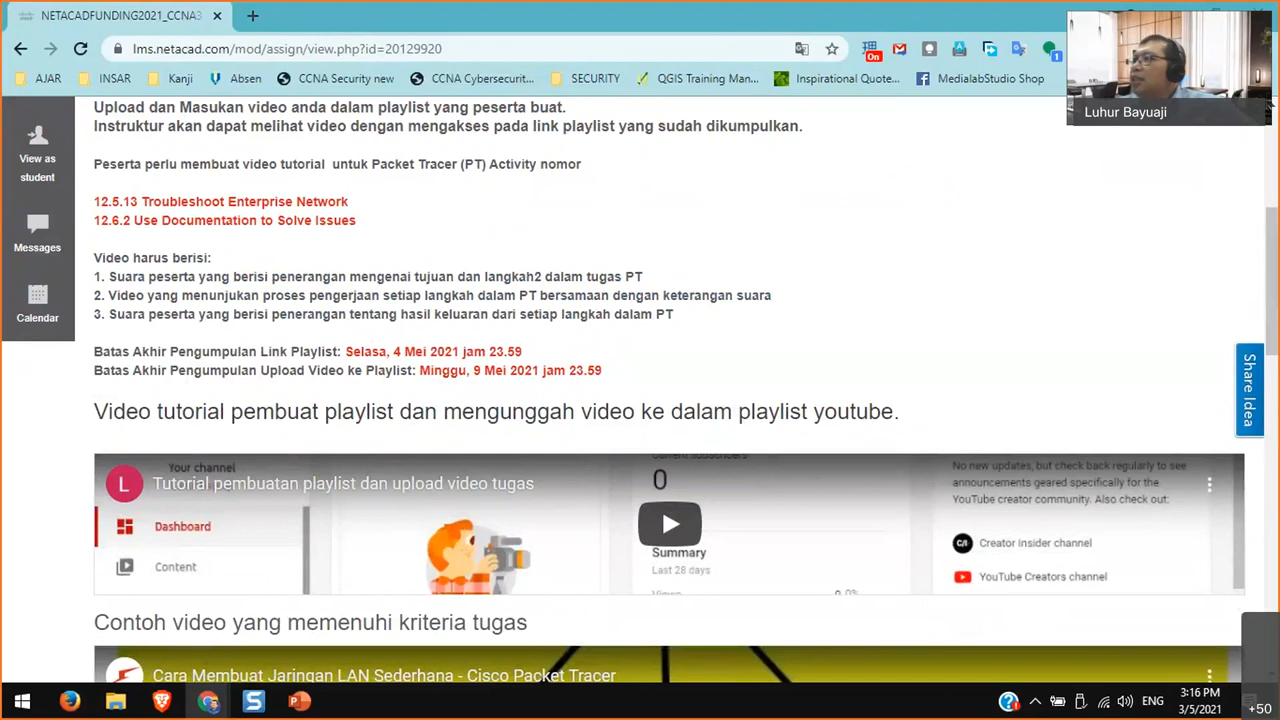 NETACADFUNDING2021_CCNA3
lms.netacad.com/mod/assign/view.php?id=20129920
On
1
AJAR
INSAR
Kanji
Absen
CCNA Security new
CCNA Cybersecurit...
SECURITY
QGIS Training Man...
Inspirational Quote...
MedialabStudio Shop
Luhur Bayuaji
View as
student
Messages
Calendar
Upload dan Masukan video anda dalam playlist yang peserta buat.
Instruktur akan dapat melihat video dengan mengakses pada link playlist yang sudah dikumpulkan.
Peserta perlu membuat video tutorial untuk Packet Tracer (PT) Activity nomor
12.5.13 Troubleshoot Enterprise Network
12.6.2 Use Documentation to Solve Issues
Video harus berisi:
1. Suara peserta yang berisi penerangan mengenai tujuan dan langkah2 dalam tugas PT
2. Video yang menunjukan proses pengerjaan setiap langkah dalam PT bersamaan dengan keterangan suara
3. Suara peserta yang berisi penerangan tentang hasil keluaran dari setiap langkah dalam PT
Batas Akhir Pengumpulan Link Playlist: Selasa, 4 Mei 2021 jam 23.59
Batas Akhir Pengumpulan Upload Video ke Playlist: Minggu, 9 Mei 2021 jam 23.59
Share Idea
Video tutorial pembuat playlist dan mengunggah video ke dalam playlist youtube.
Your channel
L
Tutorial pembuatan playlist dan upload video tugas
Dashboard
Content
Current subscribers
0
Summary
Last 28 days
Views
0.0%
No new updates, but check back regularly to see
announcements geared specifically for the
YouTube creator community. Also check out:
C/I
Creator Insider channel
YouTube Creators channel
Contoh video yang memenuhi kriteria tugas
Cara Membuat Jaringan LAN Sederhana - Cisco Packet Tracer
S
P
ENG
3:16 PM
3/5/2021
+50